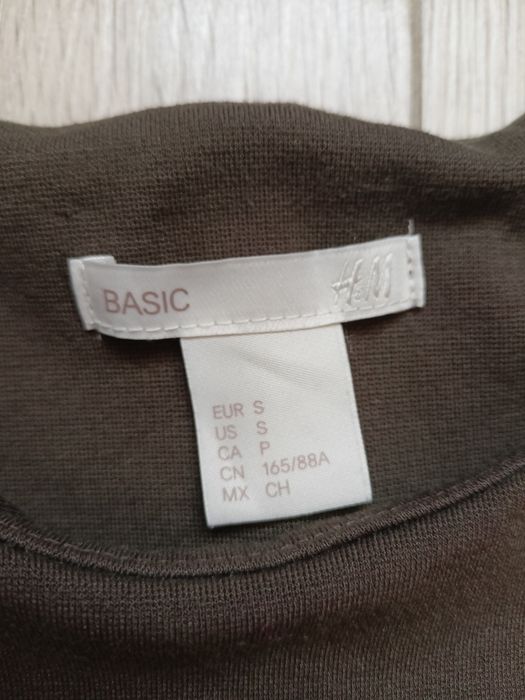 BASIC H&M
EUR S
US S
CA P
CN 165/88A
MX CH